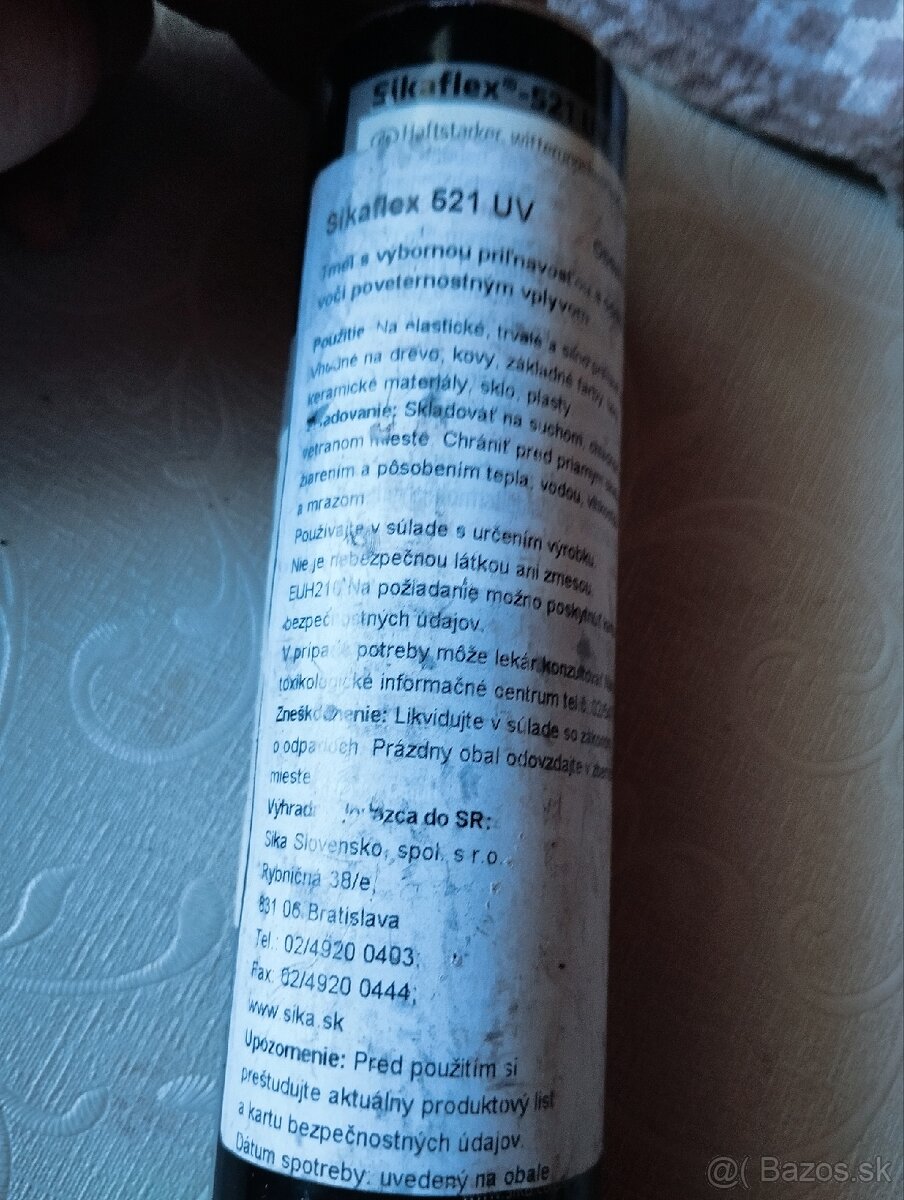 Sikaflex®-521 U
Haftstarker, witterungs
Sikaflex 521 UV
Tmel s výbornou priľnavosťou
voči poveternostným vplyvom
Použitie Na elastické, trvalé a
Vhodné na drevo, kovy, základné farby
keramické materiály, sklo, plasty
adovanie: Skladovať na suchom
vetranom mieste Chrániť pred priamym
žiarením a pôsobením tepla, vodou,
a mrazom
Používajte v súlade s určením výrobku.
Nie je nebezpečnou látkou ani zmesou.
EUH210 Na požiadanie možno poskytnúť
bezpečnostných údajov.
V prípade potreby môže lekár konzultovať
toxikologické informačné centrum tel.č. 02/
Zneškodnenie: Likvidujte v súlade so
o odpadoch Prázdny obal odovzdajte v
mieste
Výhrad zca do SR:
Sika Slovensko, spol. s r.o.
Rybničná 38/e,
831 06 Bratislava
Tel.: 02/4920 0403;
Fax: 02/4920 0444;
www.sika.sk
Upozornenie: Pred použitím si
preštudujte aktuálny produktový list
a kartu bezpečnostných údajov.
Dátum spotreby: uvedený na obale
@( Bazos.sk